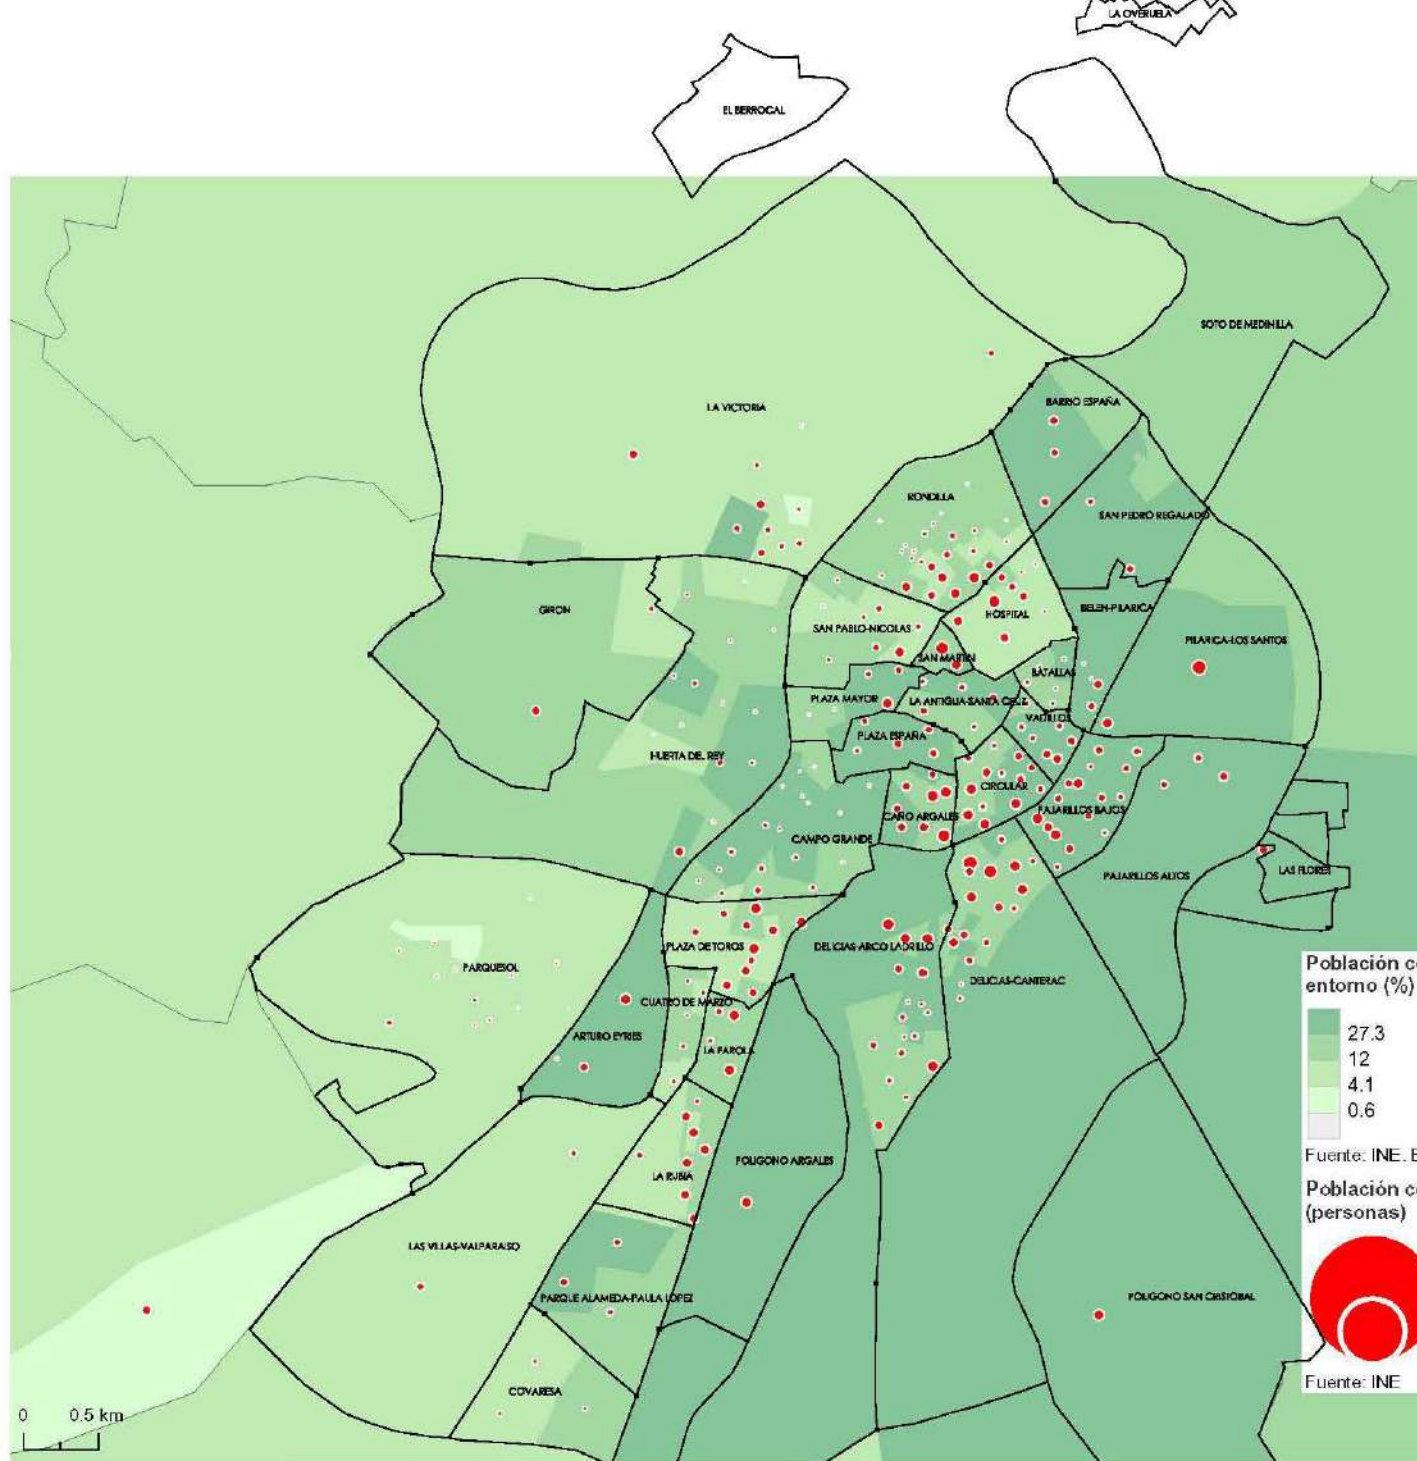 LA OVERUELA
EL BERROCAL
SOTO DE MEDINILLA
BARRIO ESPAÑA
LA VICTORIA
RONDILLA
SAN PEDRO REGALADO
GIRON
BELEN-PILARICA
HOSPITAL
SAN PABLO-NICOLAS
PILARICA-LOS SANTOS
SAN MARTIN
BATALLAS
PLAZA MAYOR
LA ANTIGUA-SANTA CRUZ
VADILLOS
PLAZA ESPAÑA
HUERTA DEL REY
CIRCULAR
CAÑO ARGALES
PAJARILLOS BAJOS
CAMPO GRANDE
PAJARILLOS ALTOS
LAS FLORES
PLAZA DE TOROS
DELICIAS-ARCO LADRILLO
PARQUESOL
DELICIAS-CANTERAC
CUATRO DE MARZO
ARTURO EYRIES
LA FAROLA
POLIGONO ARGALES
LA RUBIA
LAS VILLAS-VALPARAISO
PARQUE ALAMEDA-PAULA LOPEZ
POLIGONO SAN CRISTOBAL
COVARESA
0 0.5 km
Población co
entorno (%)
27.3
12
4.1
0.6
Fuente: INE. E
Población co
(personas)
Fuente: INE